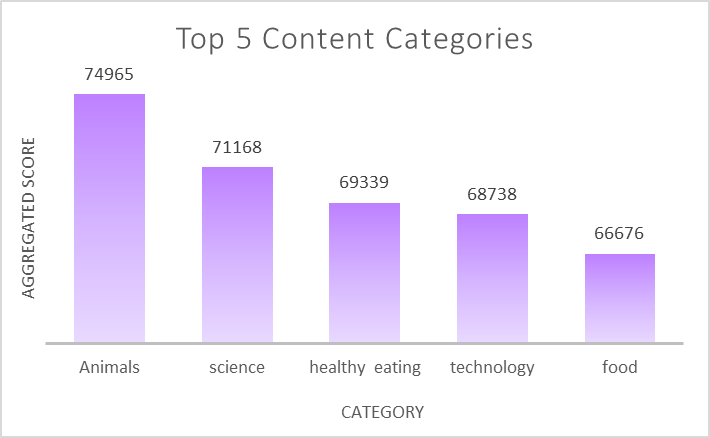 Top 5 Content Categories
74965
71168
69339
68738
66676
AGGREGATED SCORE
Animals science healthy eating technology food
CATEGORY